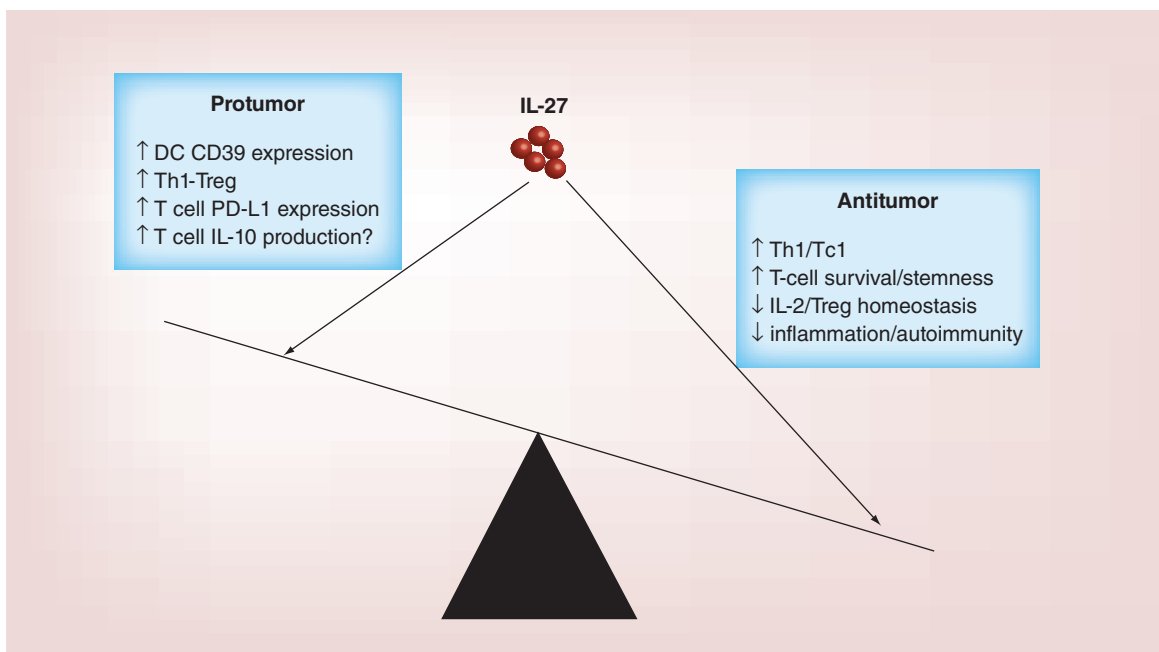 Protumor
↑ DC CD39 expression
↑ Th1-Treg
↑ T cell PD-L1 expression
↑ T cell IL-10 production?
IL-27
Antitumor
↑ Th1/Tc1
↑ T-cell survival/stemness
↓ IL-2/Treg homeostasis
↓ inflammation/autoimmunity